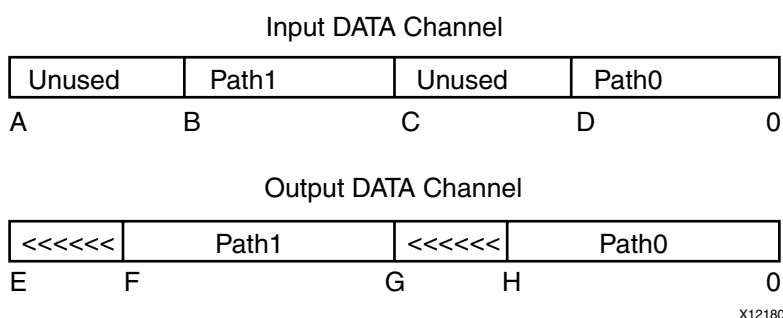 Input DATA Channel
Unused Path1 Unused Path0
A B C D 0
Output DATA Channel
<<<<<< Path1 <<<<<< Path0
E F G H 0
X12180